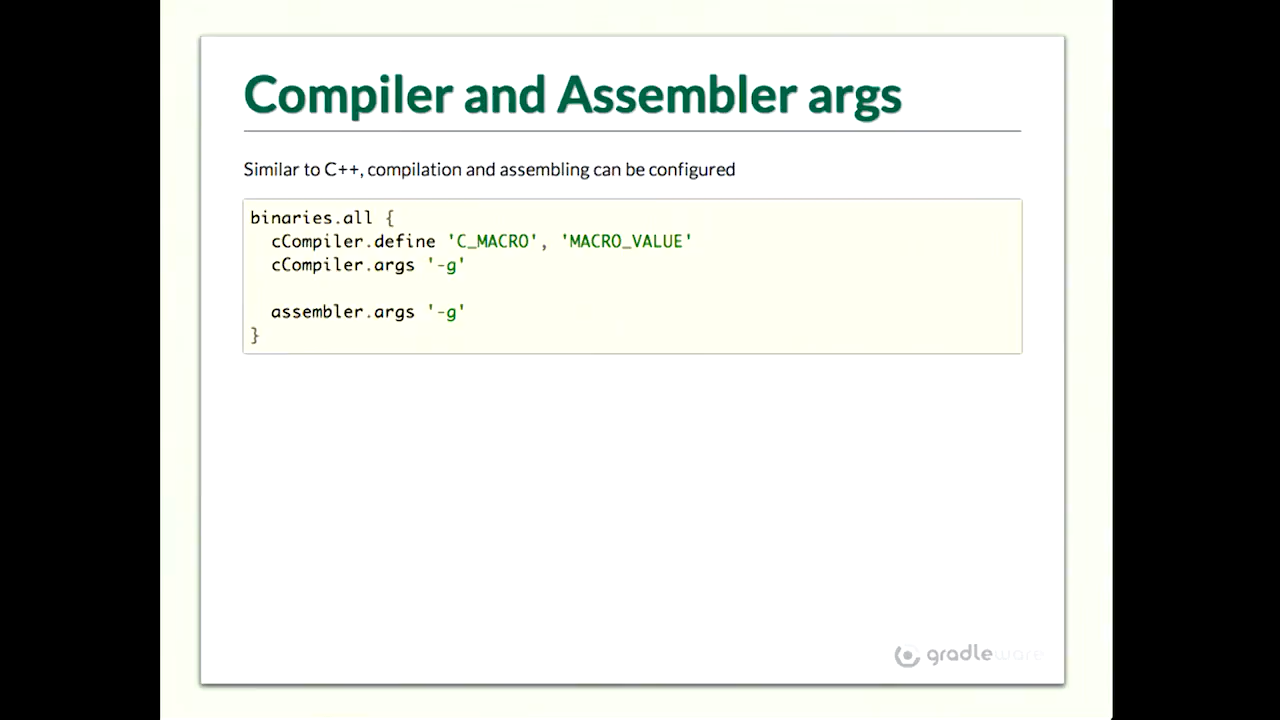 Compiler and Assembler args
Similar to C++, compilation and assembling can be configured
binaries.all {
  cCompiler.define 'C_MACRO', 'MACRO_VALUE'
  cCompiler.args '-g'
  assembler.args '-g'
}
gradleware